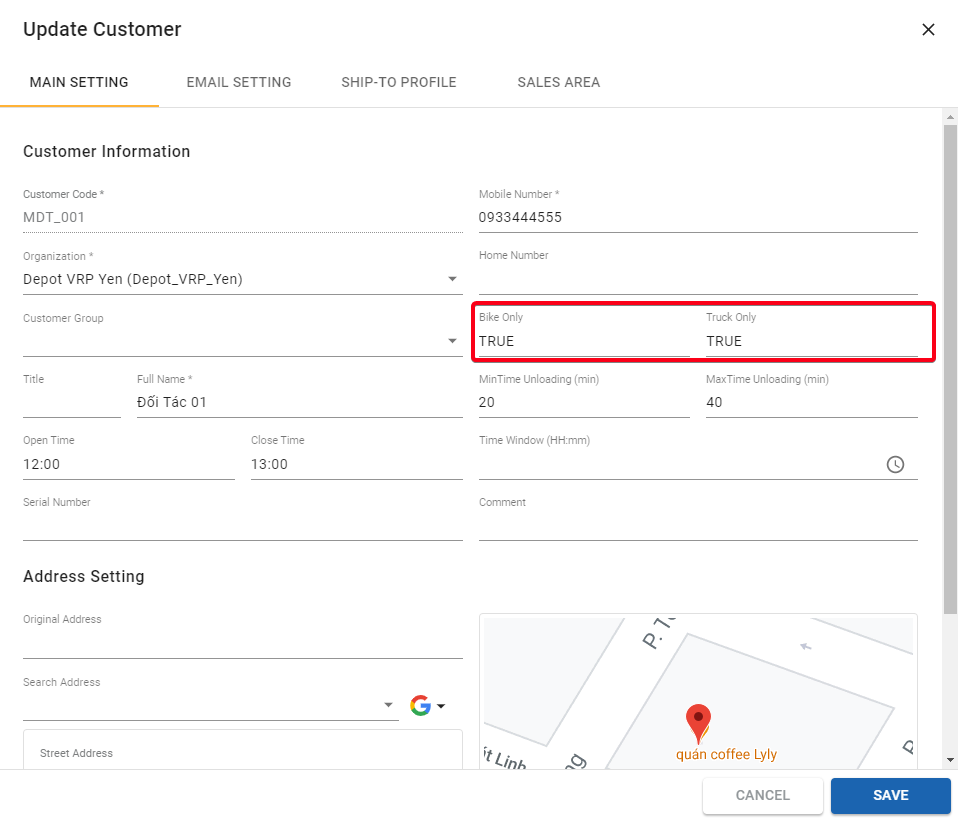 Update Customer
MAIN SETTING
EMAIL SETTING
SHIP-TO PROFILE
SALES AREA
Customer Information
Customer Code *
MDT_001
Mobile Number *
0933444555
Organization *
Depot VRP Yen (Depot_VRP_Yen)
Home Number
Customer Group
Bike Only
TRUE
Truck Only
TRUE
Title
Full Name *
Đối Tác 01
MinTime Unloading (min)
20
MaxTime Unloading (min)
40
Open Time
12:00
Close Time
13:00
Time Window (HH:mm)
Serial Number
Comment
Address Setting
Original Address
Search Address
Street Address
quán coffee Lyly
CANCEL
SAVE